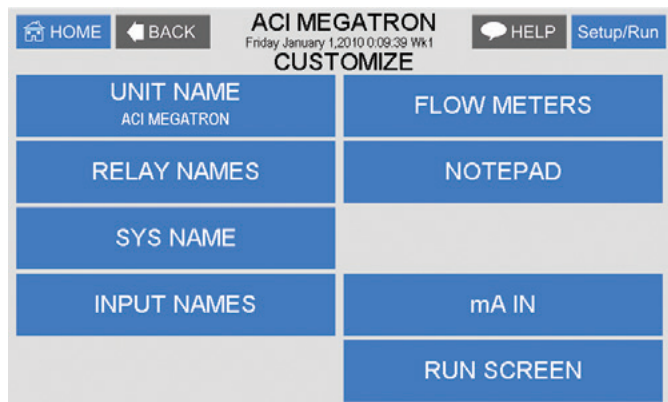 HOME
BACK
ACI MEGATRON
HELP
Setup/Run
Friday January 1,2010 0:09:39 Wk1
CUSTOMIZE
UNIT NAME
ACI MEGATRON
FLOW METERS
RELAY NAMES
NOTEPAD
SYS NAME
INPUT NAMES
mA IN
RUN SCREEN